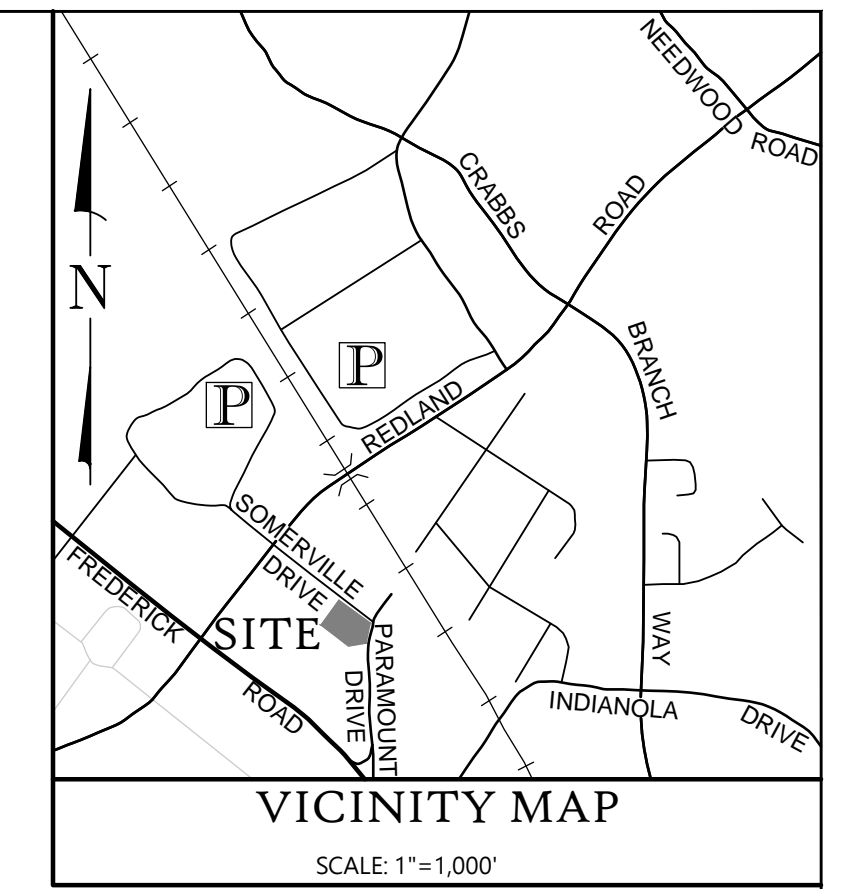 NEEDWOOD ROAD
CRABBS
ROAD
N
BRANCH
P
P
REDLAND
SOMERVILLE
DRIVE
FREDERICK
SITE
PARAMOUNT
DRIVE
WAY
ROAD
INDIANOLA
DRIVE
VICINITY MAP
SCALE: 1"=1,000'